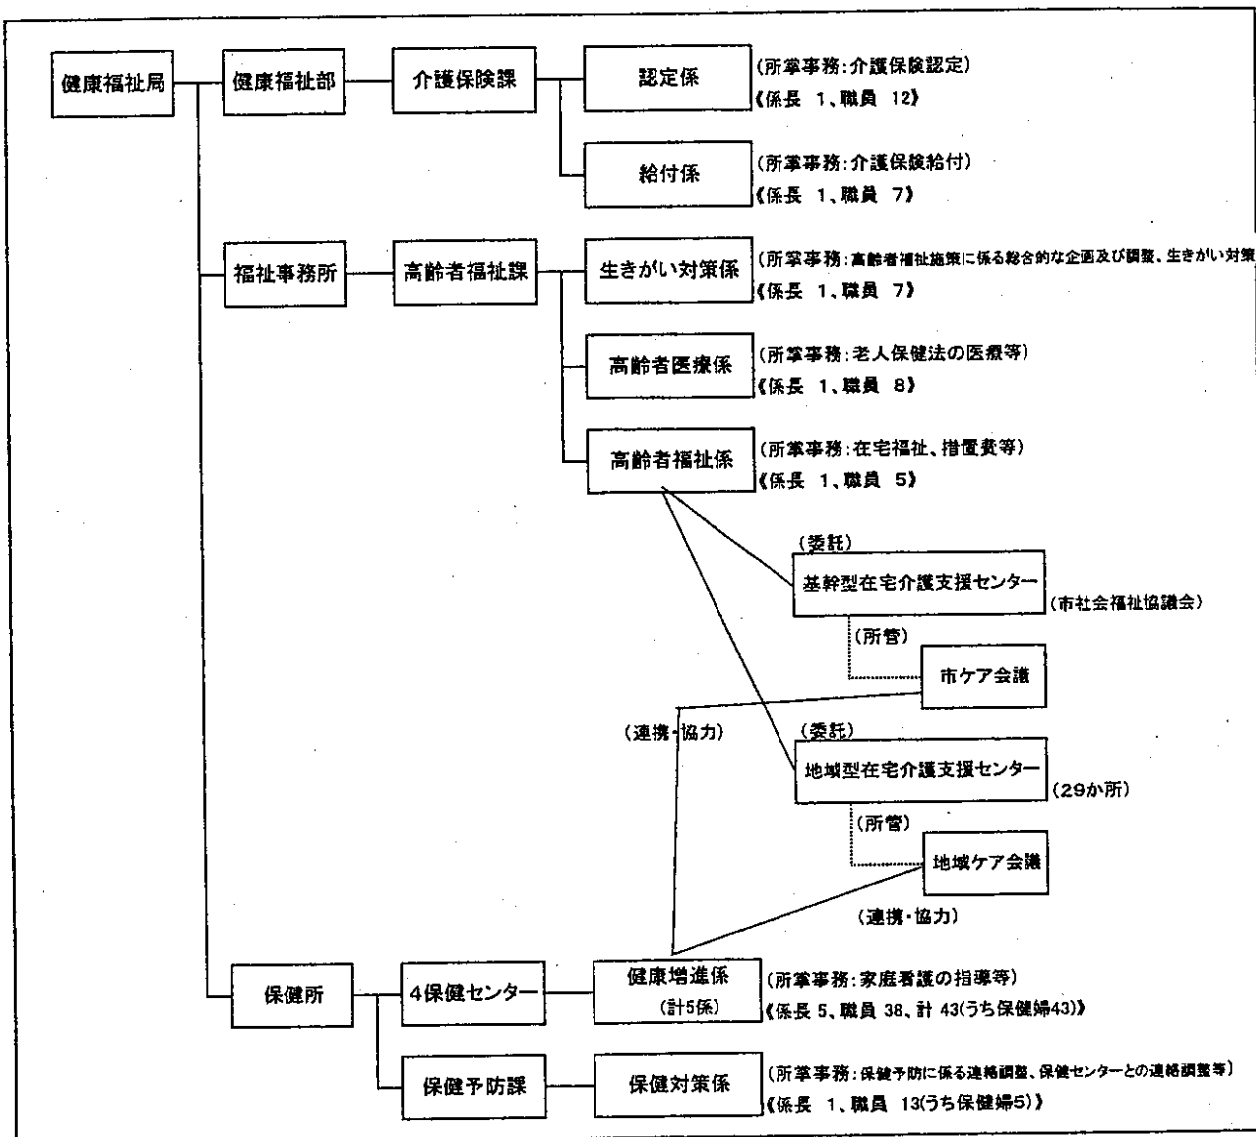 健康福祉局
健康福祉部
介護保険課
認定係
(所掌事務:介護保険認定)
《係長 1、職員 12》
給付係
(所掌事務:介護保険給付)
《係長 1、職員 7》
福祉事務所
高齢者福祉課
生きがい対策係
(所掌事務:高齢者福祉施策に係る総合的な企画及び調整、生きがい対策
《係長 1、職員 7》
高齢者医療係
(所掌事務:老人保健法の医療等)
《係長 1、職員 8》
高齢者福祉係
(所掌事務:在宅福祉、措置費等)
《係長 1、職員 5》
(委託)
基幹型在宅介護支援センター
(市社会福祉協議会)
(所管)
市ケア会議
(連携・協力)
(委託)
地域型在宅介護支援センター
(29か所)
(所管)
地域ケア会議
(連携・協力)
保健所
4保健センター
健康増進係
(計5係)
(所掌事務:家庭看護の指導等)
《係長 5、職員 38、計 43(うち保健婦43)》
保健予防課
保健対策係
(所掌事務:保健予防に係る連絡調整、保健センターとの連絡調整等)
《係長 1、職員 13(うち保健婦5)》